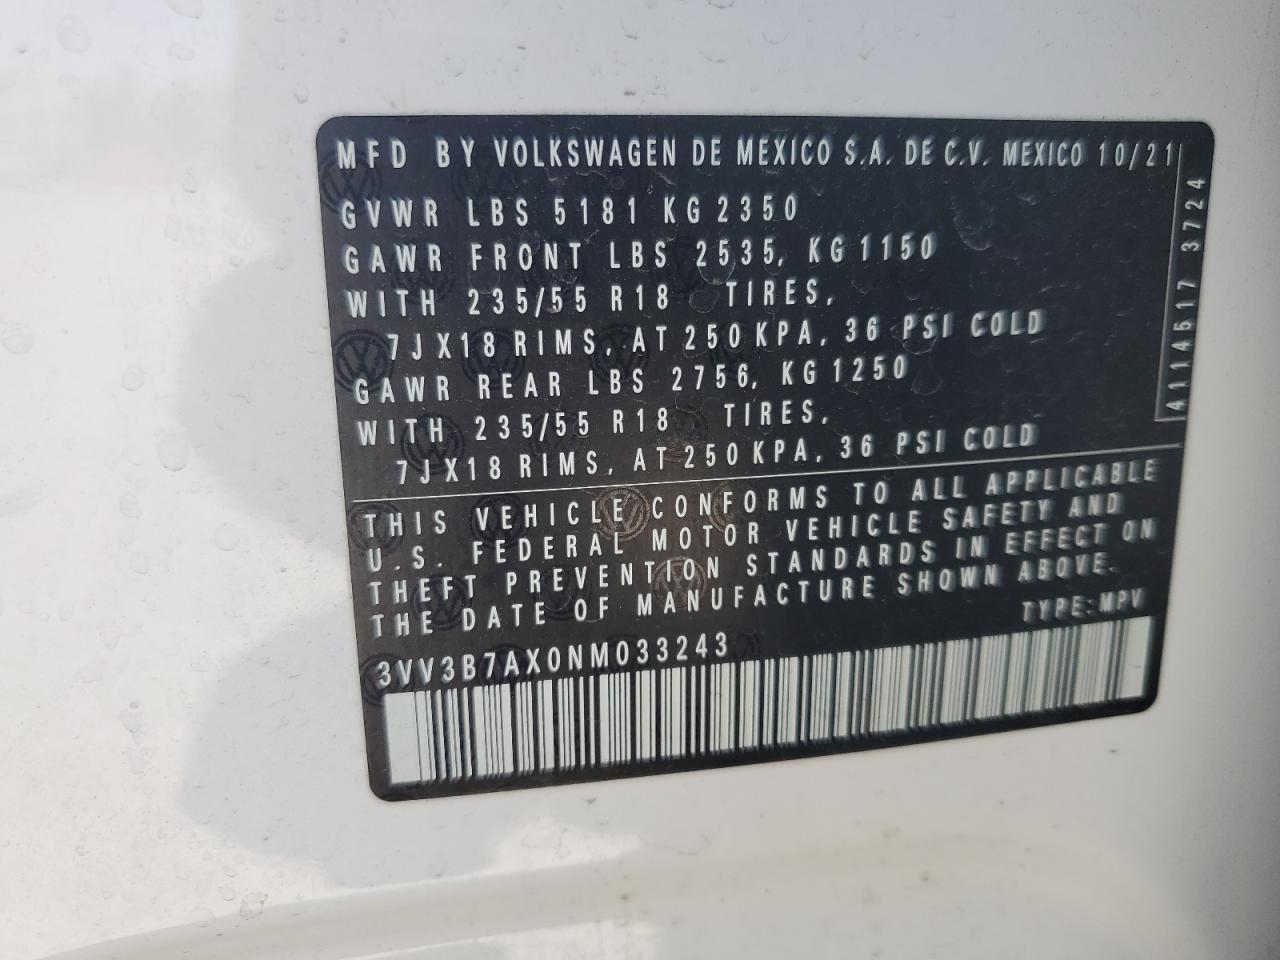 MFD BY VOLKSWAGEN DE MEXICO S.A. DE C.V. MEXICO 10/21
GVWR LBS 5181 KG 2350
GAWR FRONT LBS 2535, KG 1150
WITH 235/55 R18 TIRES,
7JX18 RIMS, AT 250 KPA, 36 PSI COLD
GAWR REAR LBS 2756, KG 1250
WITH 235/55 R18 TIRES,
7JX18 RIMS, AT 250 KPA, 36 PSI COLD
THIS VEHICLE CONFORMS TO ALL APPLICABLE
U.S. FEDERAL MOTOR VEHICLE SAFETY AND
THEFT PREVENTION STANDARDS IN EFFECT ON
THE DATE OF MANUFACTURE SHOWN ABOVE.
TYPE: MPV
3VV3B7AX0NM033243
4114517 3724